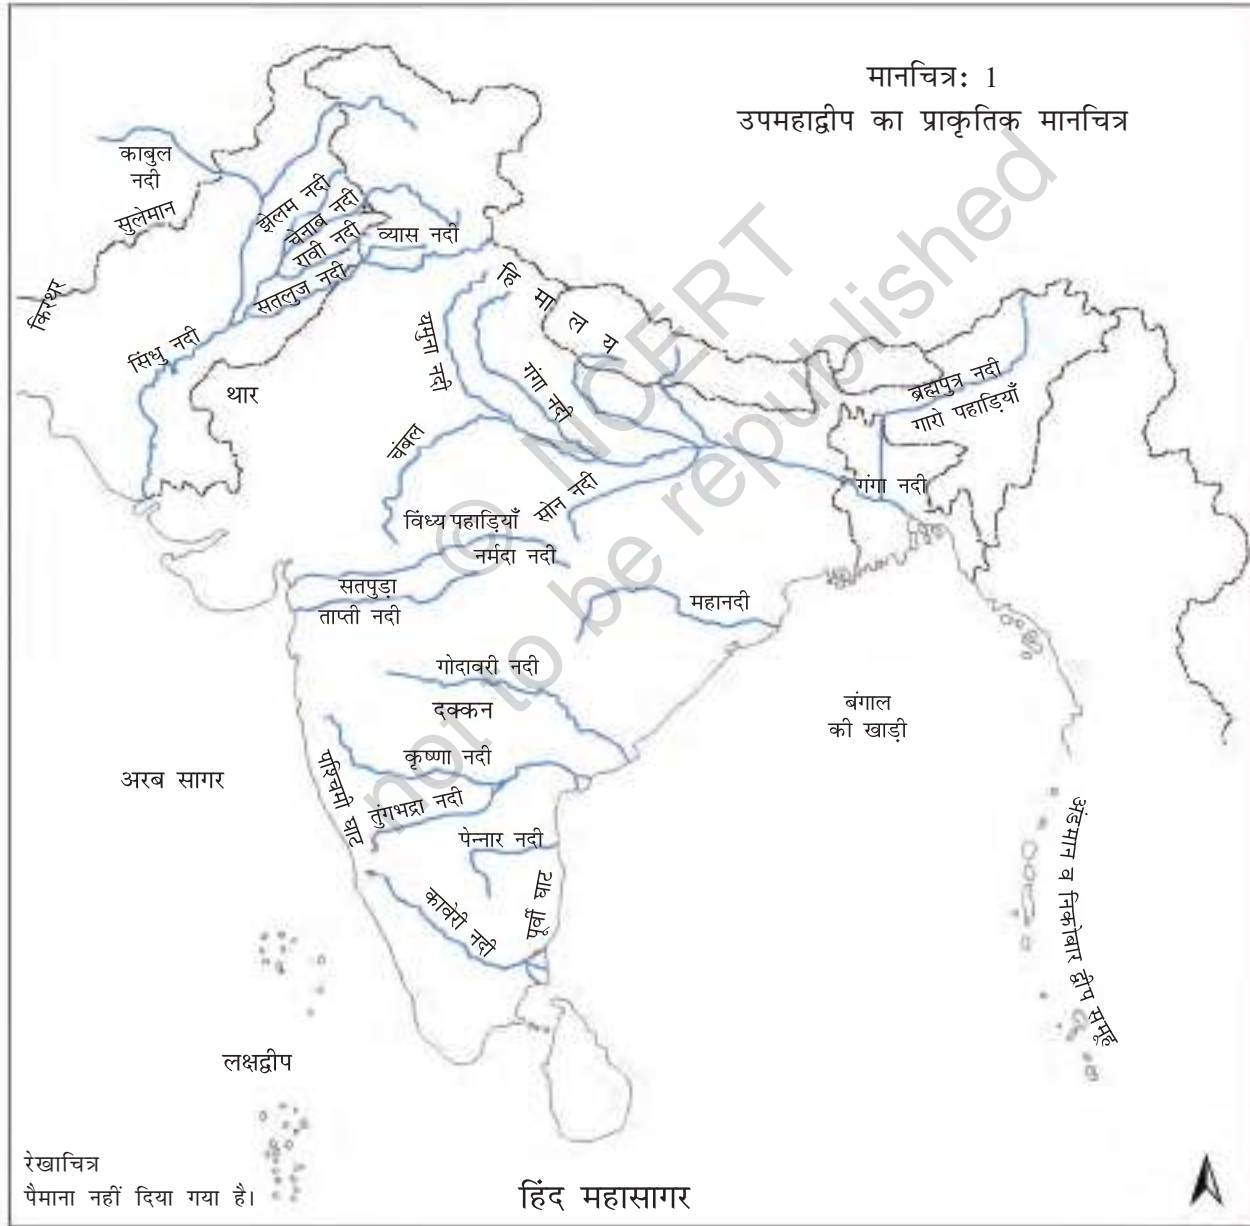 मानचित्र: 1
उपमहाद्वीप का प्राकृतिक मानचित्र
काबुल
नदी
सुलेमान
किरथर
झेलम नदी
चेनाब नदी
रावी नदी
व्यास नदी
सतलुज नदी
सिंधु नदी
थार
हिमालय
यमुना नदी
गंगा नदी
चंबल
ब्रह्मपुत्र नदी
गारो पहाड़ियाँ
गंगा नदी
सोन नदी
विंध्य पहाड़ियाँ
नर्मदा नदी
सतपुड़ा
ताप्ती नदी
महानदी
गोदावरी नदी
दक्कन
बंगाल
की खाड़ी
कृष्णा नदी
अरब सागर
पश्चिमी घाट
तुंगभद्रा नदी
पेन्नार नदी
पूर्वी घाट
कावेरी नदी
अंडमान व निकोबार द्वीप समूह
लक्षद्वीप
रेखाचित्र
पैमाना नहीं दिया गया है।
हिंद महासागर
© NCERT
not to be republished